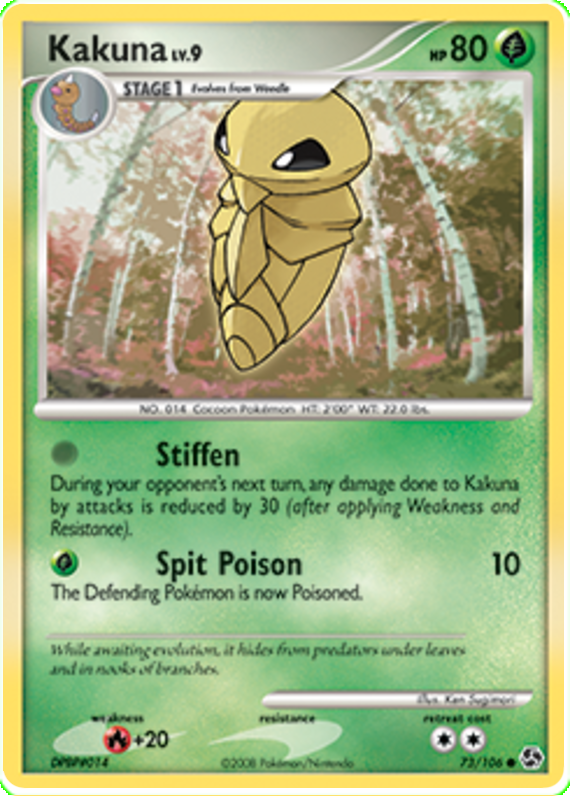 Kakuna LV.9 HP 80
STAGE 1 Evolves from Weedle
NO. 014 Cocoon Pokémon HT: 2'00" WT: 22.0 lbs.
Stiffen
During your opponent's next turn, any damage done to Kakuna
by attacks is reduced by 30 (after applying Weakness and
Resistance).
Spit Poison 10
The Defending Pokémon is now Poisoned.
While awaiting evolution, it hides from predators under leaves
and in nooks of branches.
Illus. Ken Sugimori
weakness resistance retreat cost
+20
DPBP#014 ©2008 Pokémon/Nintendo 73/106